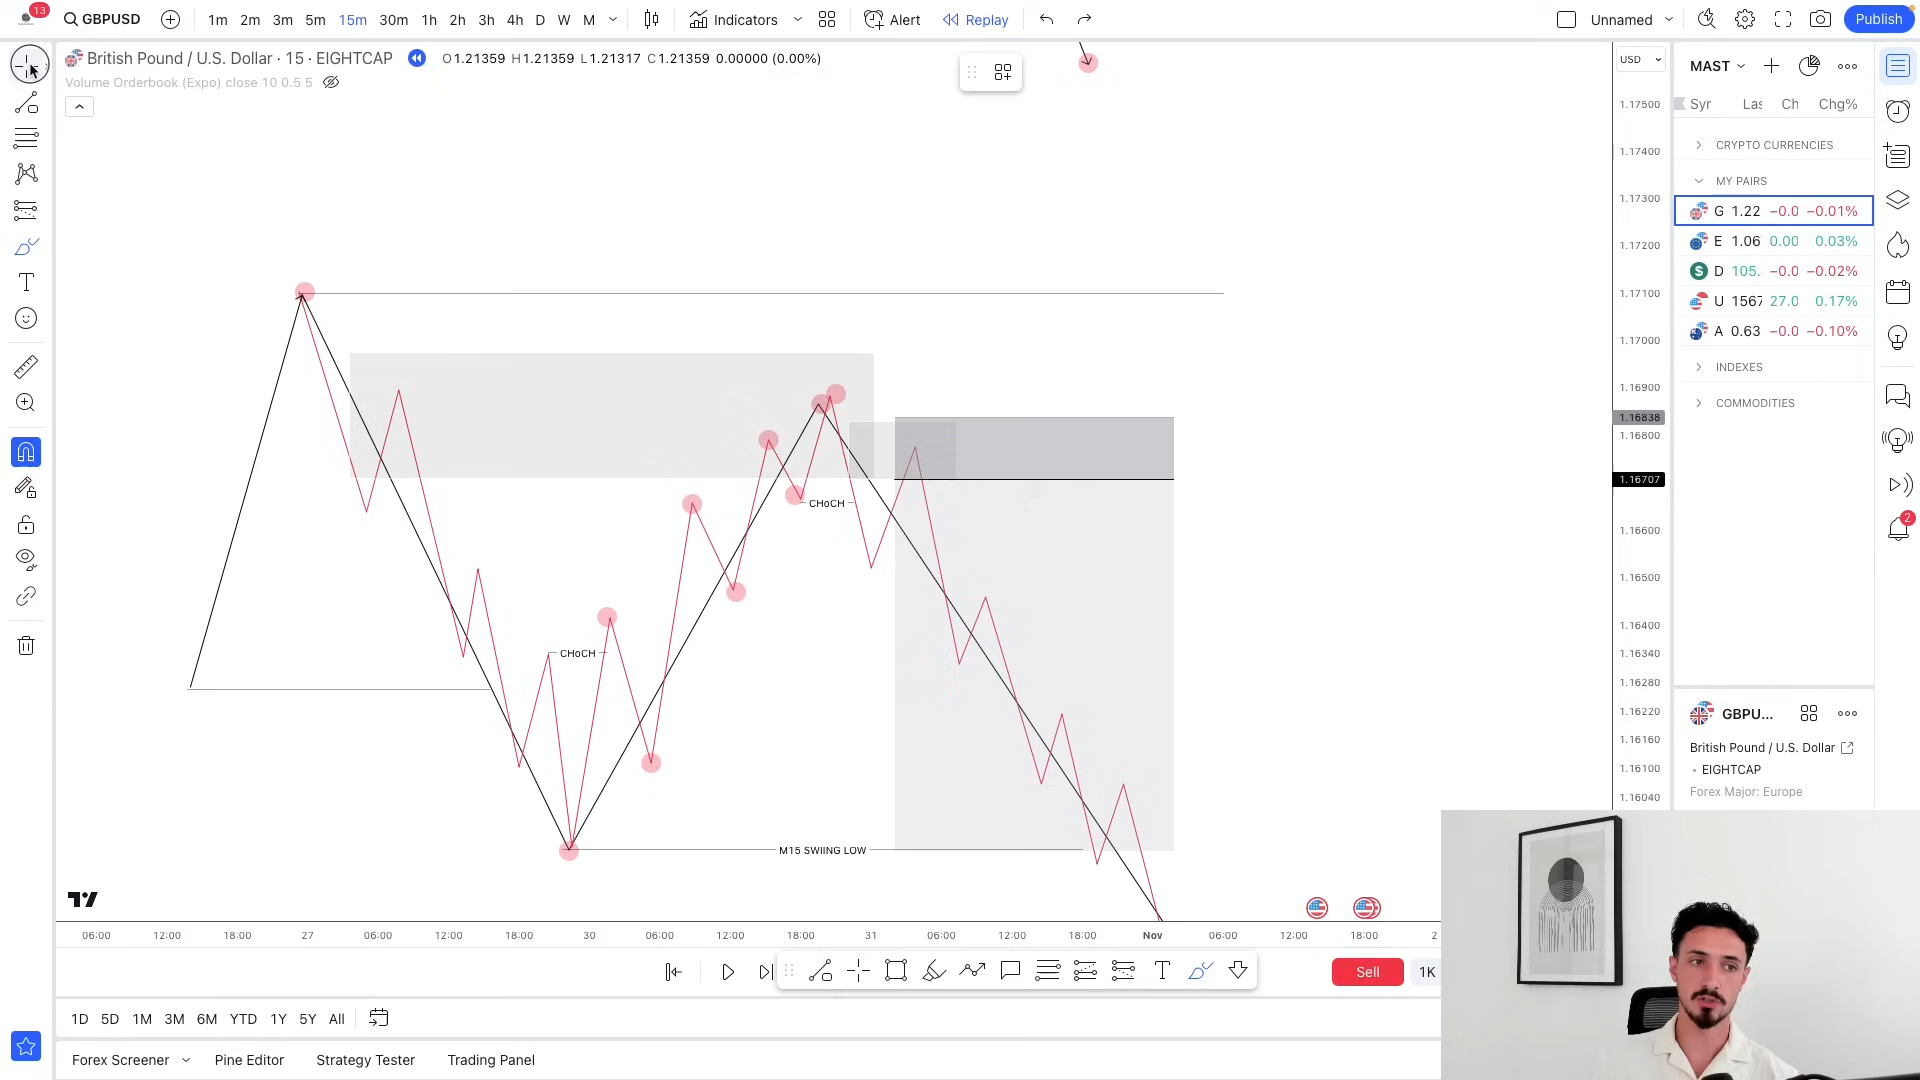 13
GBPUSD
1m 2m 3m 5m 15m 30m 1h 2h 3h 4h D W M
Indicators
Alert
Replay
Unnamed
Publish
British Pound / U.S. Dollar · 15 · EIGHTCAP
O1.21359 H1.21359 L1.21317 C1.21359 0.00000 (0.00%)
Volume Orderbook (Expo) close 10 0.5 5
USD
1.17500
1.17400
1.17300
1.17200
1.17100
1.17000
1.16900
1.16838
1.16800
1.16707
1.16600
1.16500
1.16400
1.16340
1.16280
1.16220
1.16160
1.16100
1.16040
CHoCH
CHoCH
M15 SWIING LOW
06:00 12:00 18:00 27 06:00 12:00 18:00 30 06:00 12:00 18:00 31 06:00 12:00 18:00 Nov 06:00 12:00 18:00 2
Sell
1K
1D 5D 1M 3M 6M YTD 1Y 5Y All
Forex Screener Pine Editor Strategy Tester Trading Panel
MAST
Syr Las Ch Chg%
CRYPTO CURRENCIES
MY PAIRS
G 1.22 −0.0 −0.01%
E 1.06 0.00 0.03%
D 105. −0.0 −0.02%
U 1567 27.0 0.17%
A 0.63 −0.0 −0.10%
INDEXES
COMMODITIES
GBPU...
British Pound / U.S. Dollar
• EIGHTCAP
Forex Major: Europe
2